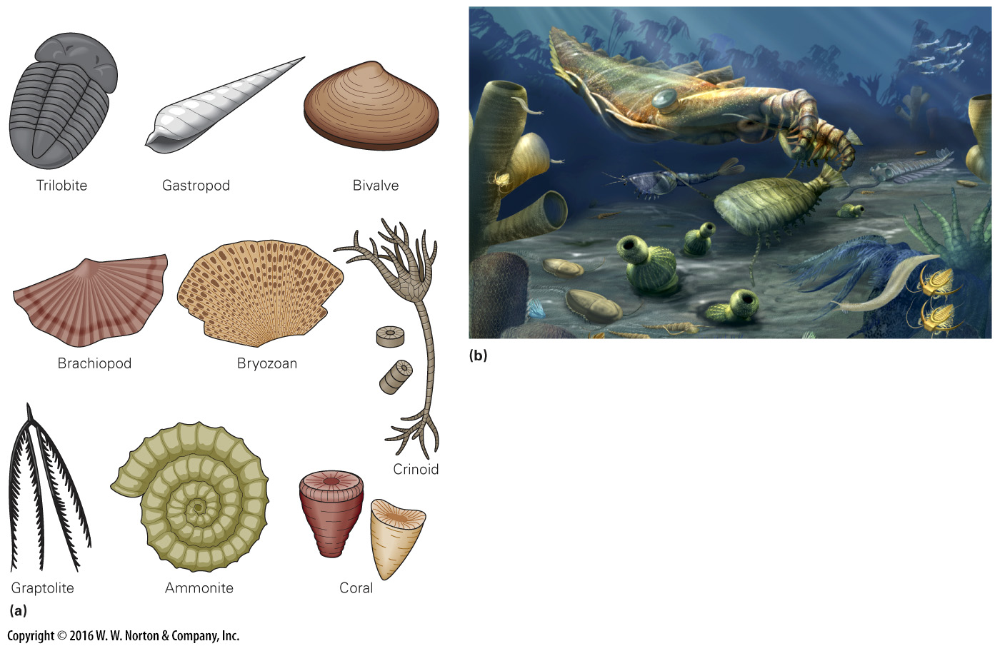 Trilobite
Gastropod
Bivalve
Brachiopod
Bryozoan
Crinoid
Graptolite
Ammonite
Coral
(a)
(b)
Copyright © 2016 W. W. Norton & Company, Inc.